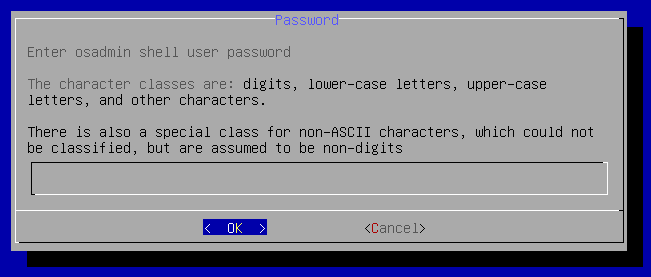 Password
Enter osadmin shell user password
The character classes are: digits, lower-case letters, upper-case
letters, and other characters.
There is also a special class for non-ASCII characters, which could not
be classified, but are assumed to be non-digits
< OK > <Cancel>